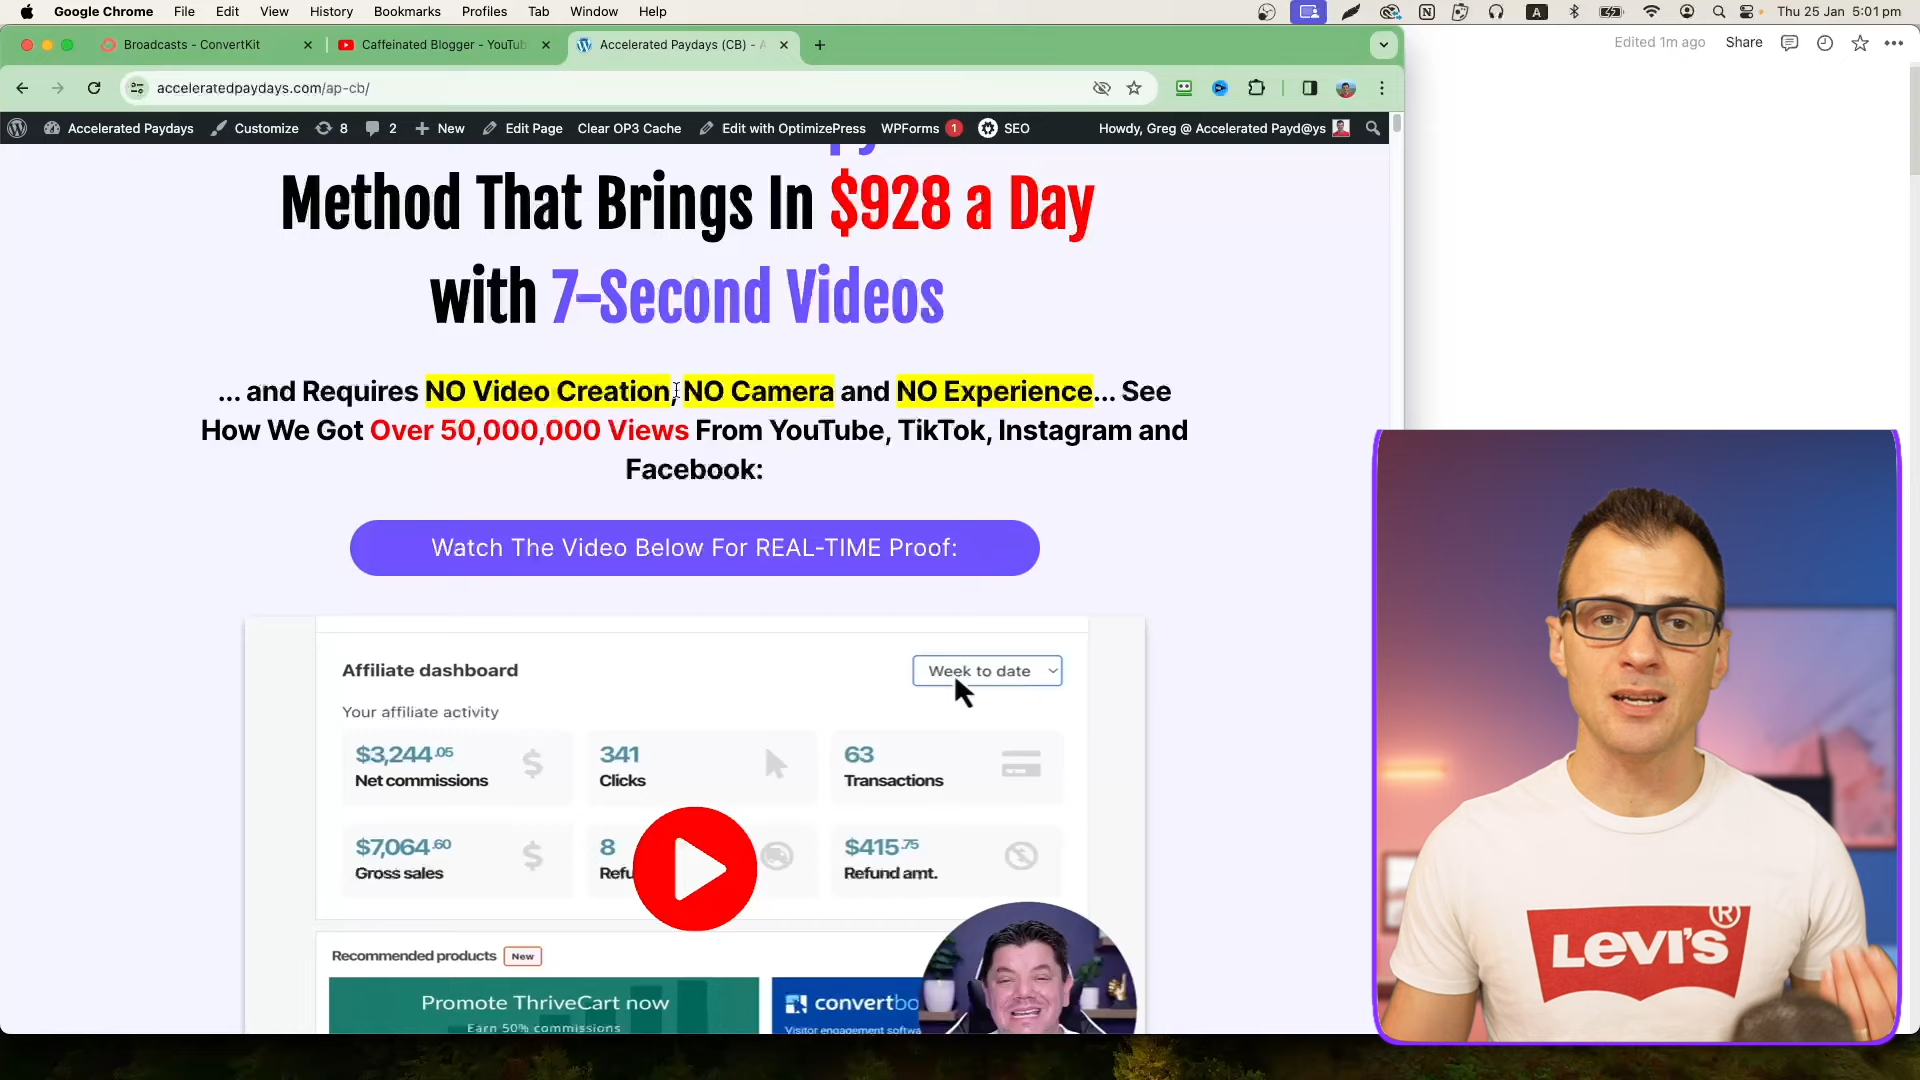 Google Chrome File Edit View History Bookmarks Profiles Tab Window Help
A Thu 25 Jan 5:01 pm
Broadcasts - ConvertKit
Caffeinated Blogger - YouTu
Accelerated Paydays (CB) - A
Edited 1m ago Share
acceleratedpaydays.com/ap-cb/
Accelerated Paydays Customize 8 2 New Edit Page Clear OP3 Cache Edit with OptimizePress WPForms 1 SEO Howdy, Greg @ Accelerated Payd@ys
Method That Brings In $928 a Day
with 7-Second Videos
... and Requires NO Video Creation, NO Camera and NO Experience... See
How We Got Over 50,000,000 Views From YouTube, TikTok, Instagram and
Facebook:
Watch The Video Below For REAL-TIME Proof:
Affiliate dashboard
Week to date
Your affiliate activity
$3,244.05
Net commissions
341
Clicks
63
Transactions
$7,064.60
Gross sales
8
Refu
$415.75
Refund amt.
Recommended products New
Promote ThriveCart now
Earn 50% commissions
convertbo
Visitor engagement softwa
LEVI'S
®